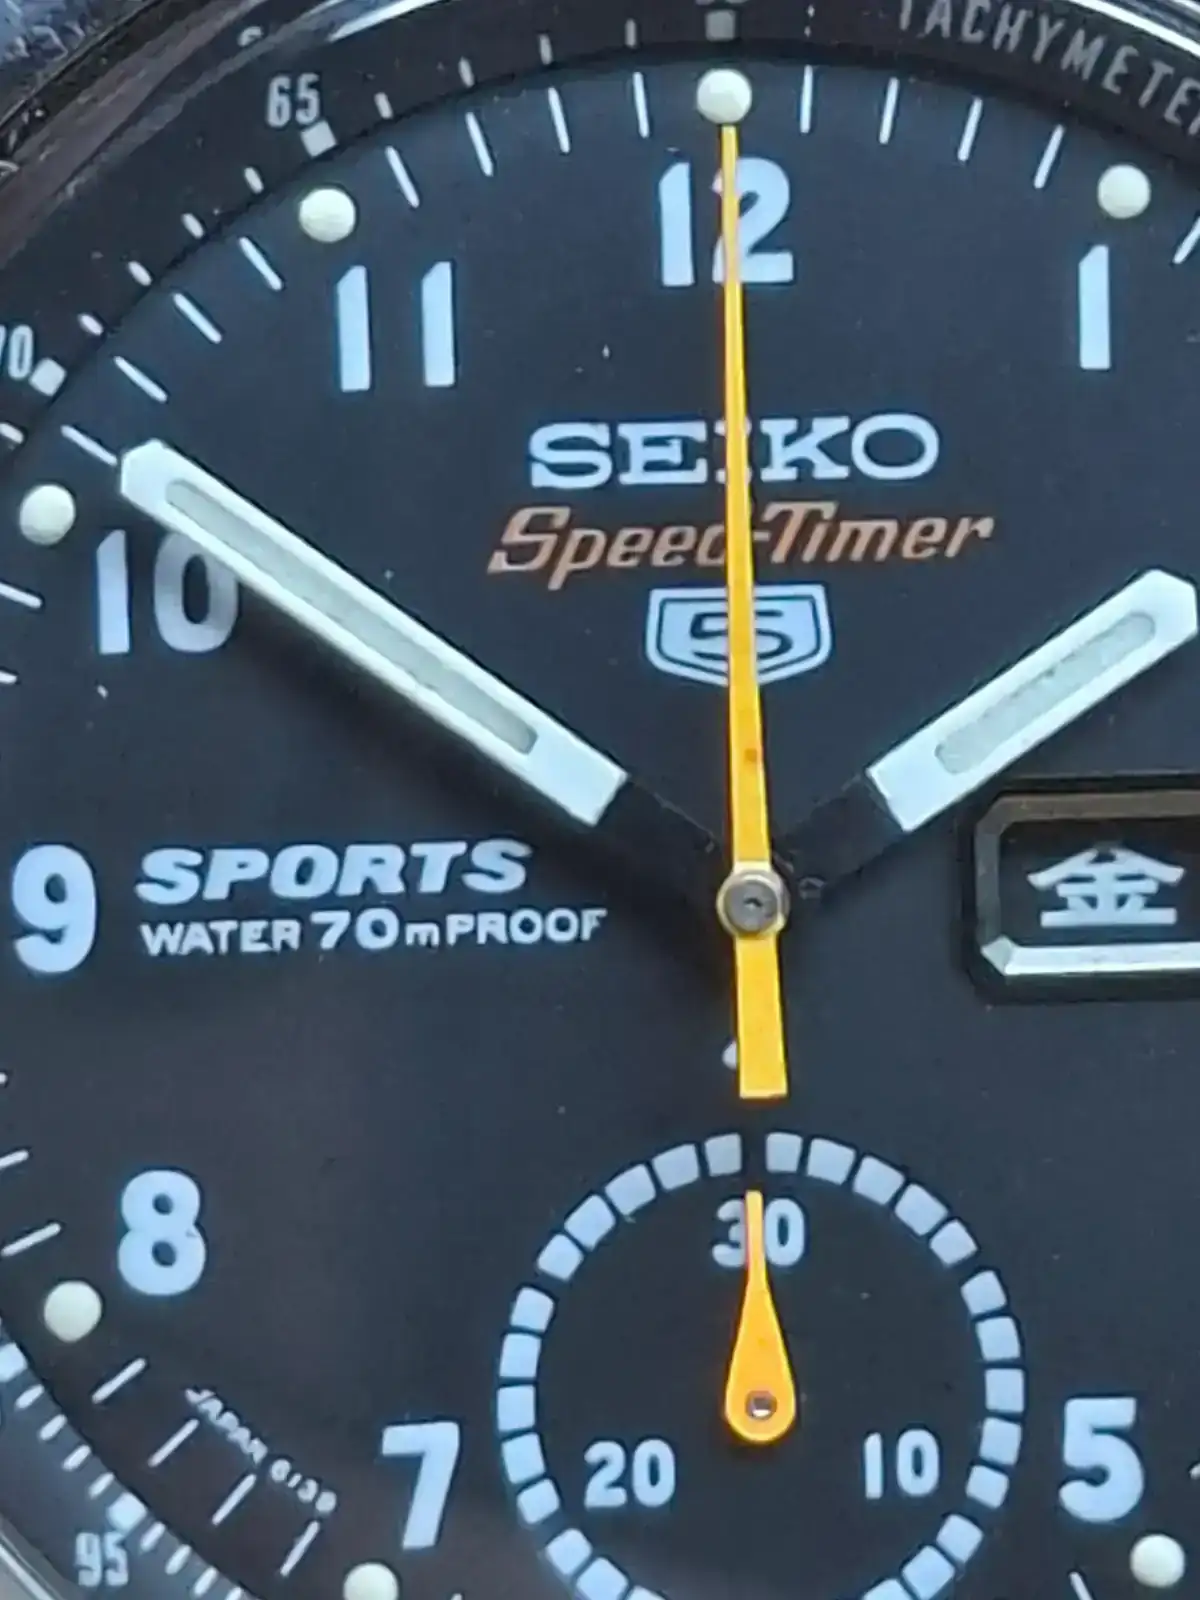 TACHYMETER
65
70
12
11
1
SEIKO
Speed-Timer
5
10
9
SPORTS
WATER 70m PROOF
金
8
30
20
10
7
5
JAPAN 6139
95